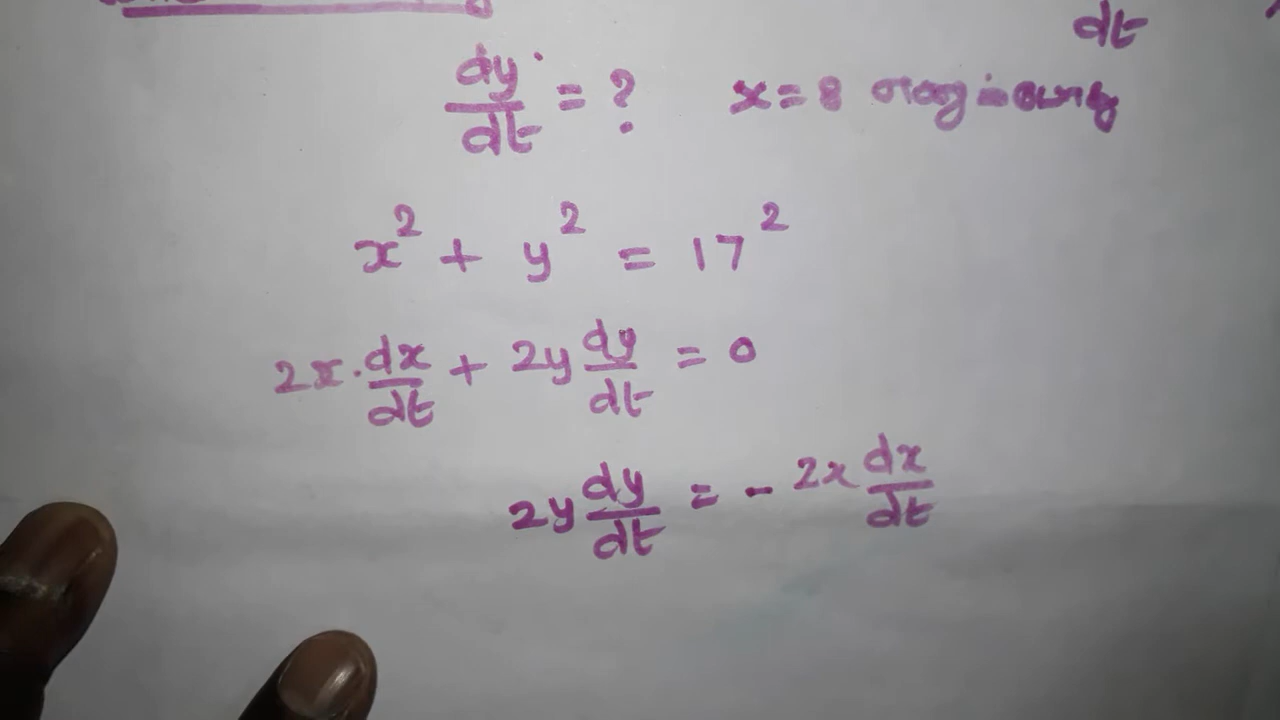 dt
dy/dt = ? x = 8
x² + y² = 17²
2x · dx/dt + 2y dy/dt = 0
2y dy/dt = - 2x dx/dt